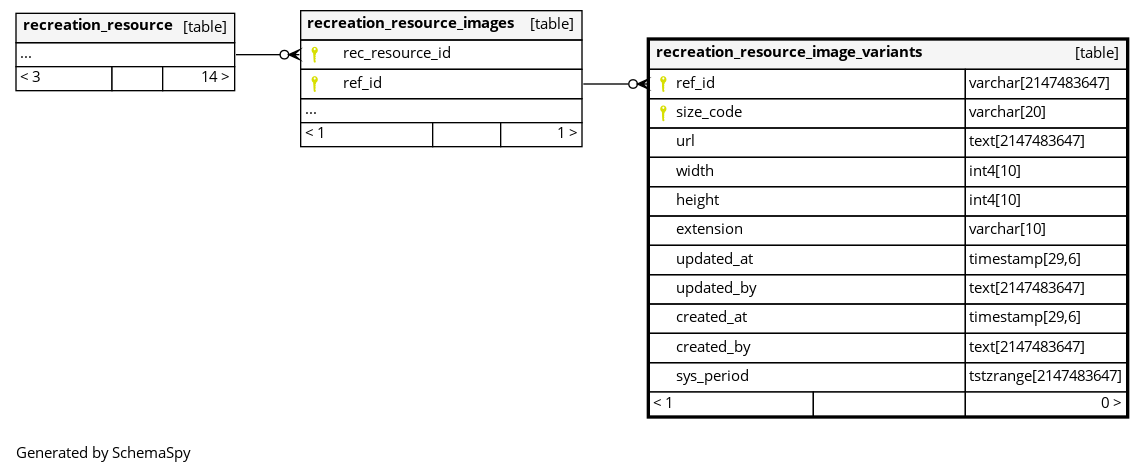 recreation_resource [table]
...
< 3 14 >
recreation_resource_images [table]
rec_resource_id
ref_id
...
< 1 1 >
recreation_resource_image_variants [table]
ref_id varchar[2147483647]
size_code varchar[20]
url text[2147483647]
width int4[10]
height int4[10]
extension varchar[10]
updated_at timestamp[29,6]
updated_by text[2147483647]
created_at timestamp[29,6]
created_by text[2147483647]
sys_period tstzrange[2147483647]
< 1 0 >
Generated by SchemaSpy